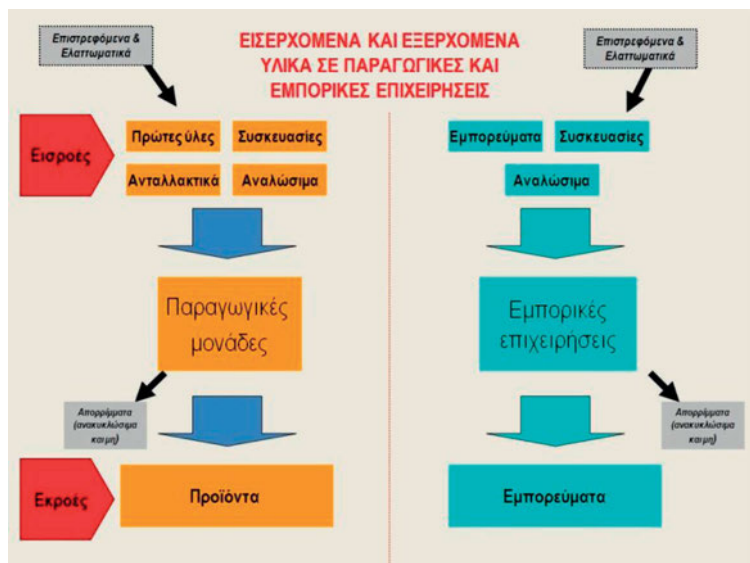 Επιστρεφόμενα &
Ελαττωματικά
ΕΙΣΕΡΧΟΜΕΝΑ ΚΑΙ ΕΞΕΡΧΟΜΕΝΑ
ΥΛΙΚΑ ΣΕ ΠΑΡΑΓΩΓΙΚΕΣ ΚΑΙ
ΕΜΠΟΡΙΚΕΣ ΕΠΙΧΕΙΡΗΣΕΙΣ
Επιστρεφόμενα &
Ελαττωματικά
Εισροές
Πρώτες ύλες
Συσκευασίες
Ανταλλακτικά
Αναλώσιμα
Εμπορεύματα
Συσκευασίες
Αναλώσιμα
Παραγωγικές
μονάδες
Εμπορικές
επιχειρήσεις
Απορρίμματα
(ανακυκλώσιμα
και μη)
Απορρίμματα
(ανακυκλώσιμα
και μη)
Εκροές
Προϊόντα
Εμπορεύματα